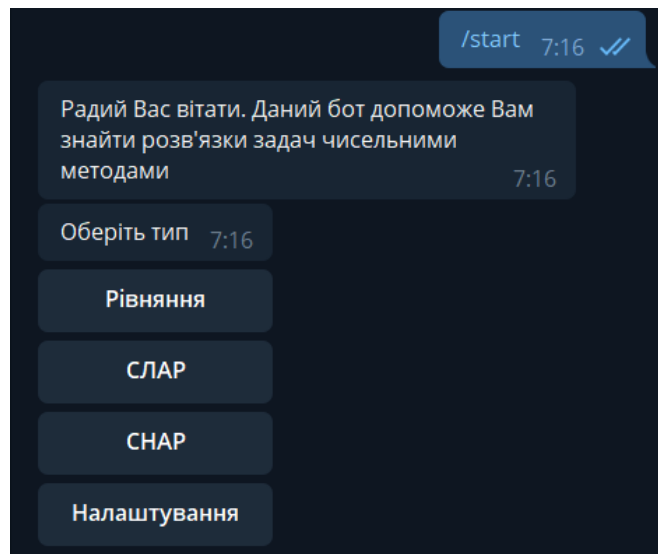 /start 7:16
Радий Вас вітати. Даний бот допоможе Вам
знайти розв'язки задач чисельними
методами 7:16
Оберіть тип 7:16
Рівняння
СЛАР
СНАР
Налаштування